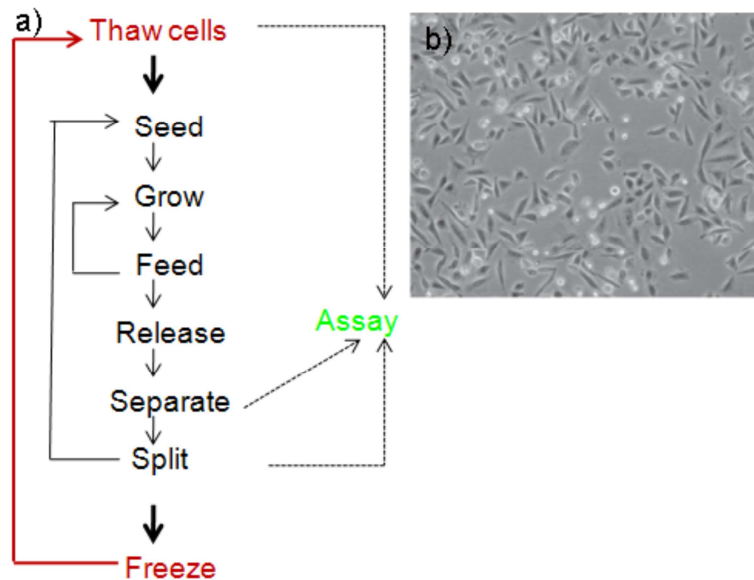 a)
Thaw cells
b)
Seed
Grow
Feed
Release
Assay
Separate
Split
Freeze